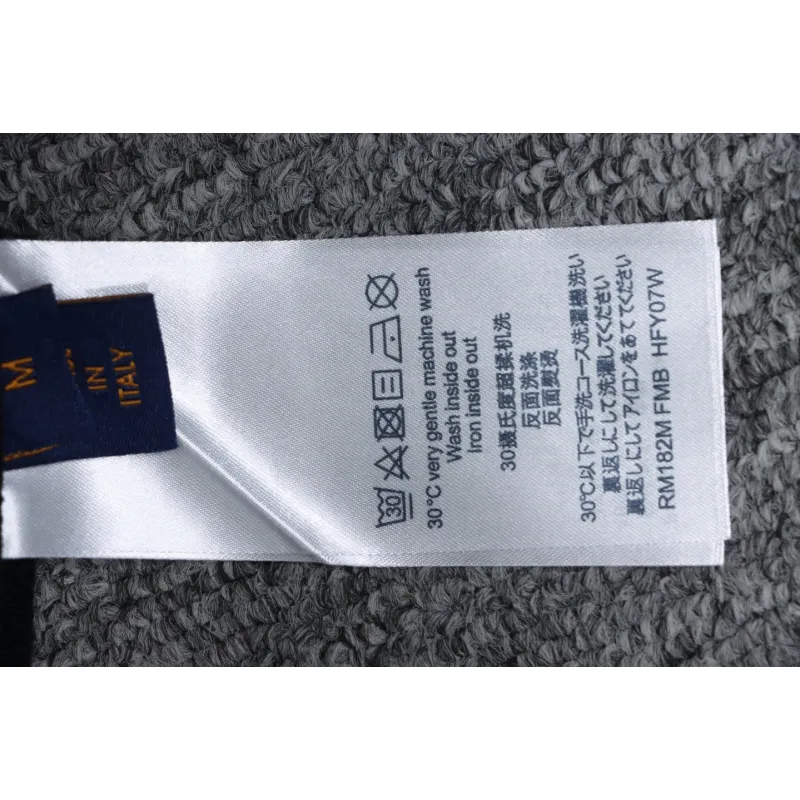 M
IN
ITALY
30
30 °C very gentle machine wash
Wash inside out
Iron inside out
30摄氏度超揉机洗
反面洗涤
反面熨烫
30℃以下で手洗コース洗濯機洗い
裏返しにして洗濯してください
裏返しにしてアイロンをあててください
RM182M FMB HFY07W